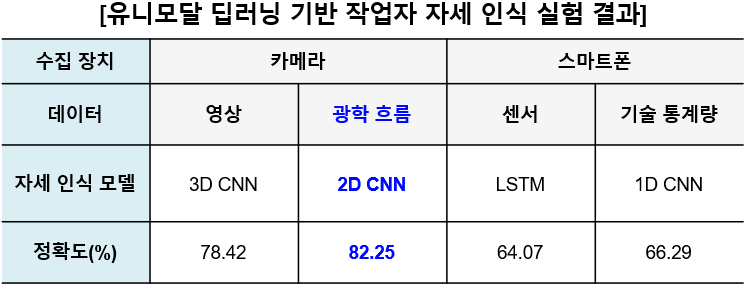 [유니모달 딥러닝 기반 작업자 자세 인식 실험 결과]
수집 장치 카메라 스마트폰
데이터 영상 광학 흐름 센서 기술 통계량
자세 인식 모델 3D CNN 2D CNN LSTM 1D CNN
정확도(%) 78.42 82.25 64.07 66.29